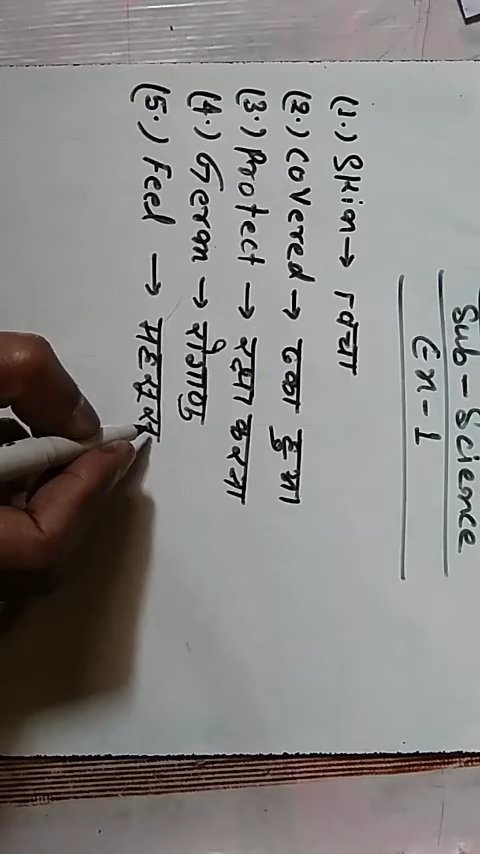 Sub - Science
Ex - 1
(1.) Skin → त्वचा
(2.) Covered → ढका हुआ
(3.) Protect → रक्षा करना
(4.) Germ → रोगाणु
(5.) Feel → महसूस